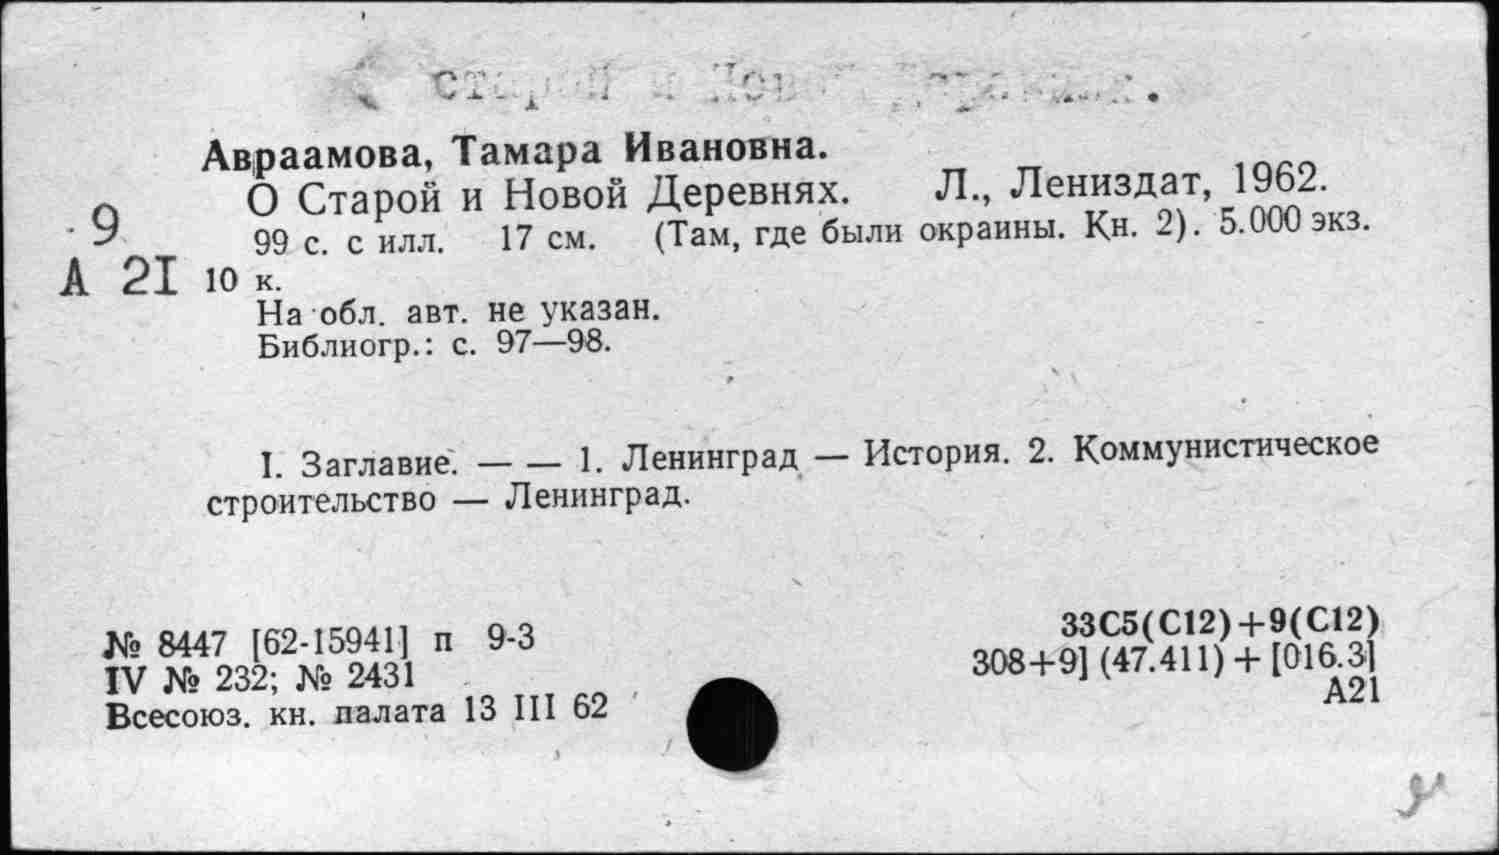 Авраамова, Тамара Ивановна.
О Старой и Новой Деревнях. Л., Лениздат, 1962.
9 99 с. с илл. 17 см. (Там, где были окраины. Кн. 2). 5.000 экз.
А 2I 10 к.
На обл. авт. не указан.
Библиогр.: с. 97—98.
I. Заглавие. — — 1. Ленинград — История. 2. Коммунистическое
строительство — Ленинград.
33С5(С12)+9(С12)
№ 8447 [62-15941] п 9-3
308+9] (47.411) + [016.3]
IV № 232; № 2431
А21
Всесоюз. кн. палата 13 III 62